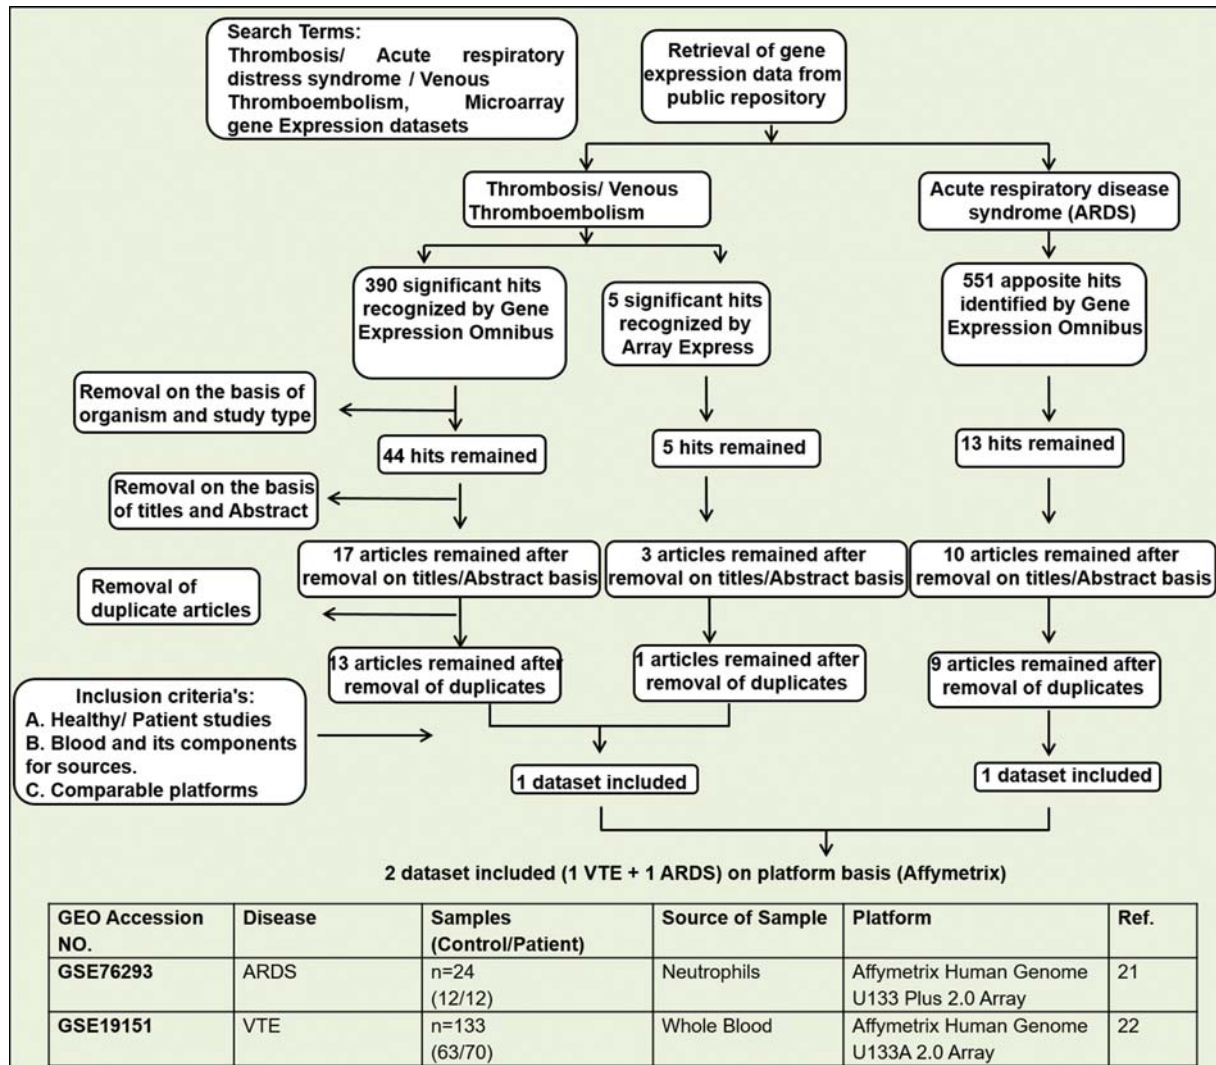 Search Terms:
Thrombosis/ Acute respiratory
distress syndrome / Venous
Thromboembolism, Microarray
gene Expression datasets
Retrieval of gene
expression data from
public repository
Thrombosis/ Venous
Thromboembolism
Acute respiratory disease
syndrome (ARDS)
390 significant hits
recognized by Gene
Expression Omnibus
5 significant hits
recognized by
Array Express
551 apposite hits
identified by Gene
Expression Omnibus
Removal on the basis of
organism and study type
44 hits remained
5 hits remained
13 hits remained
Removal on the basis
of titles and Abstract
17 articles remained after
removal on titles/Abstract basis
3 articles remained after
removal on titles/Abstract basis
10 articles remained after
removal on titles/Abstract basis
Removal of
duplicate articles
13 articles remained after
removal of duplicates
1 articles remained after
removal of duplicates
9 articles remained after
removal of duplicates
Inclusion criteria's:
A. Healthy/ Patient studies
B. Blood and its components
for sources.
C. Comparable platforms
1 dataset included
1 dataset included
2 dataset included (1 VTE + 1 ARDS) on platform basis (Affymetrix)
GEO Accession NO. Disease Samples (Control/Patient) Source of Sample Platform Ref.
GSE76293 ARDS n=24 (12/12) Neutrophils Affymetrix Human Genome U133 Plus 2.0 Array 21
GSE19151 VTE n=133 (63/70) Whole Blood Affymetrix Human Genome U133A 2.0 Array 22